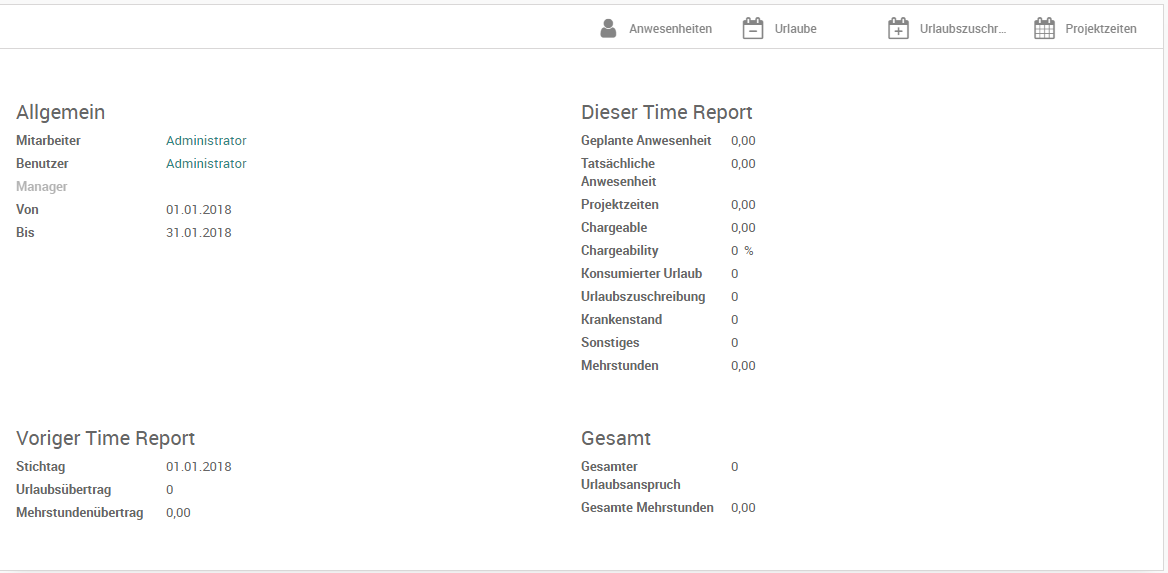 Anwesenheiten Urlaube Urlaubszuschr... Projektzeiten
Allgemein
Mitarbeiter Administrator
Benutzer Administrator
Manager
Von 01.01.2018
Bis 31.01.2018
Dieser Time Report
Geplante Anwesenheit 0,00
Tatsächliche 0,00
Anwesenheit
Projektzeiten 0,00
Chargeable 0,00
Chargeability 0 %
Konsumierter Urlaub 0
Urlaubszuschreibung 0
Krankenstand 0
Sonstiges 0
Mehrstunden 0,00
Voriger Time Report
Stichtag 01.01.2018
Urlaubsübertrag 0
Mehrstundenübertrag 0,00
Gesamt
Gesamter 0
Urlaubsanspruch
Gesamte Mehrstunden 0,00